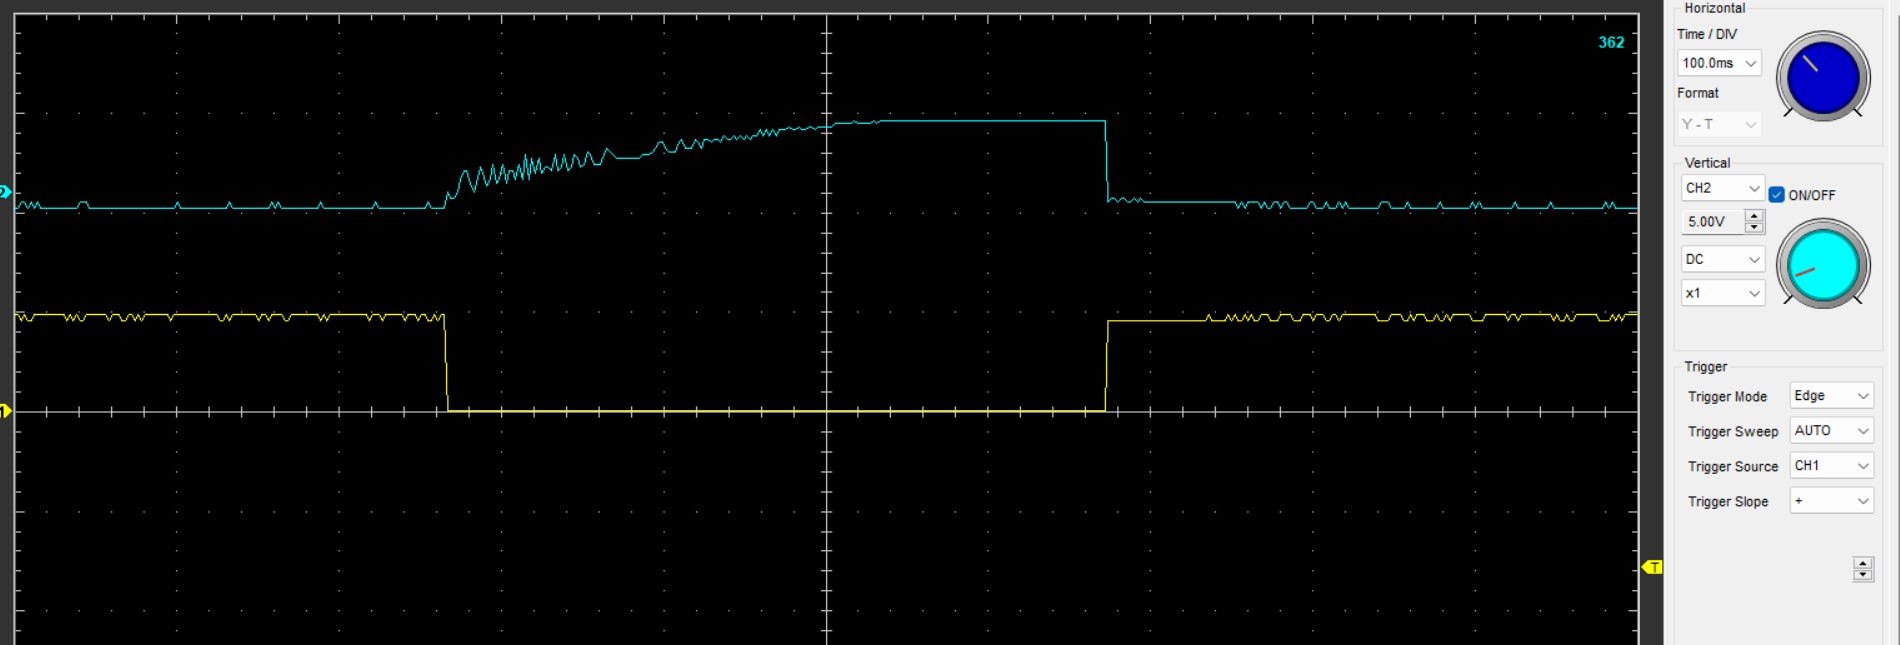 Horizontal
362
Time / DIV
100.0ms
Format
Y - T
Vertical
CH2
ON/OFF
5.00V
DC
x1
Trigger
Trigger Mode
Edge
Trigger Sweep
AUTO
Trigger Source
CH1
Trigger Slope
+
T